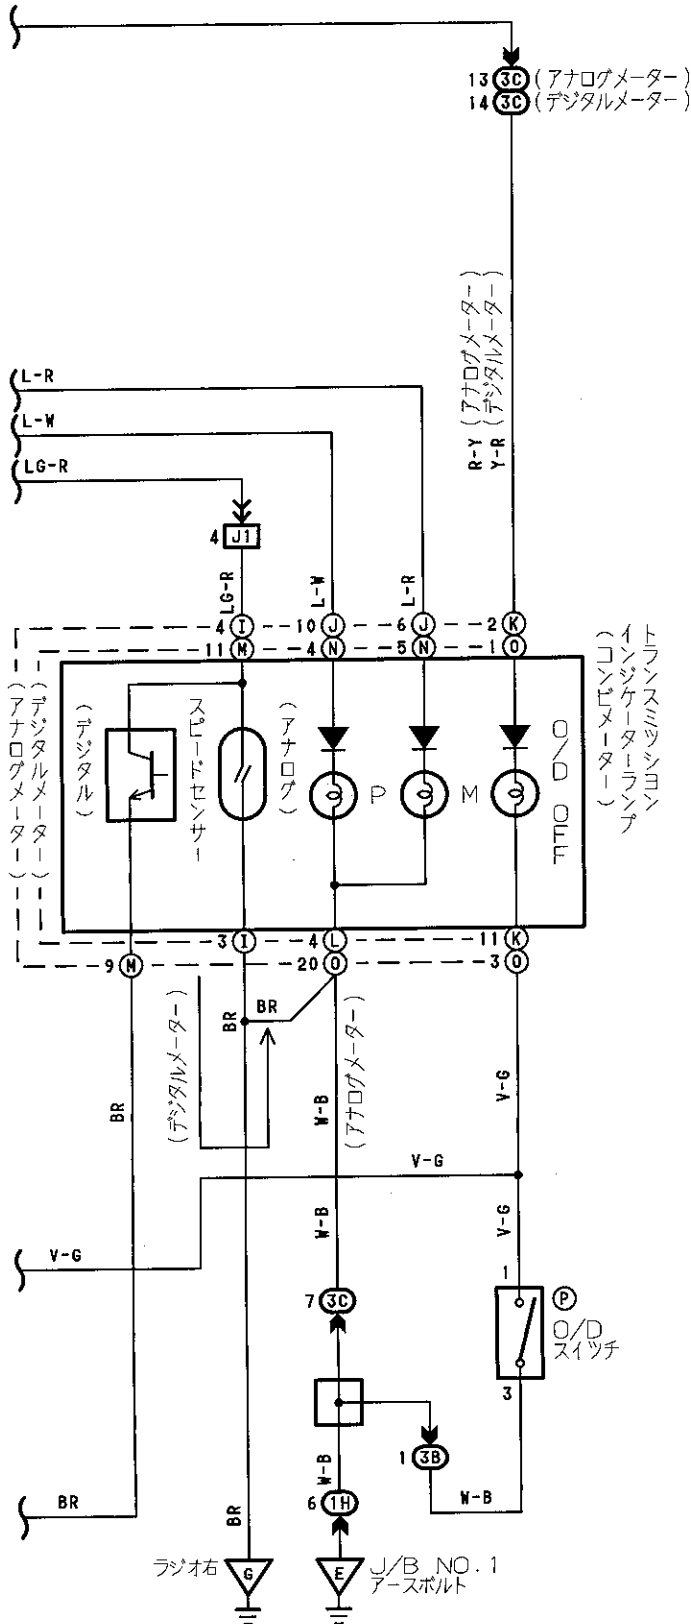 13 3C (アナログメーター)
14 3C (デジタルメーター)
R-Y (アナログメーター)
Y-R (デジタルメーター)
L-R
L-W
LG-R
4 J1
LG-R
L-W
L-R
4 I 10 J 6 J 2 K
11 M 4 N 5 N 1 O
トランスミッション
インジケーターランプ
(コンビメーター)
(アナログメーター)
(デジタルメーター)
(デジタル)
スピードセンサー
(アナログ)
P
M
O/D OFF
3 I 4 L 11 K
9 M 20 O 3 O
BR
BR
BR
(デジタルメーター)
W-B
(アナログメーター)
V-G
V-G
W-B
V-G
V-G
1
P
O/D
スイッチ
3
7 3C
1 3B
W-B
W-B
6 1H
BR
BR
ラジオ右 G
E J/B NO.1
アースボルト